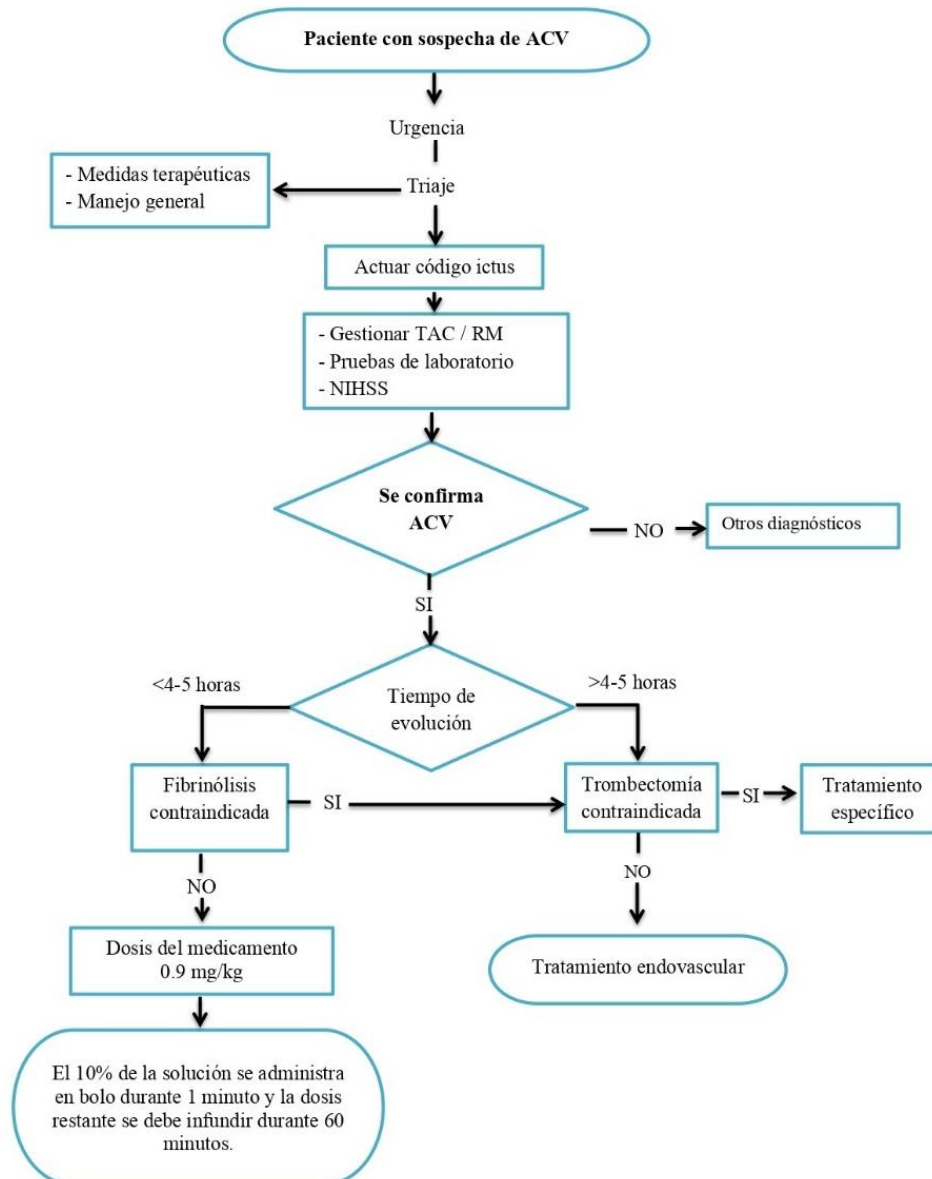 Paciente con sospecha de ACV
Urgencia
- Medidas terapéuticas
- Manejo general
Triaje
Actuar código ictus
- Gestionar TAC / RM
- Pruebas de laboratorio
- NIHSS
Se confirma
ACV
NO
Otros diagnósticos
SI
<4-5 horas
Tiempo de
evolución
>4-5 horas
Fibrinólisis
contraindicada
SI
Trombectomía
contraindicada
SI
Tratamiento
específico
NO
NO
Dosis del medicamento
0.9 mg/kg
Tratamiento endovascular
El 10% de la solución se administra
en bolo durante 1 minuto y la dosis
restante se debe infundir durante 60
minutos.